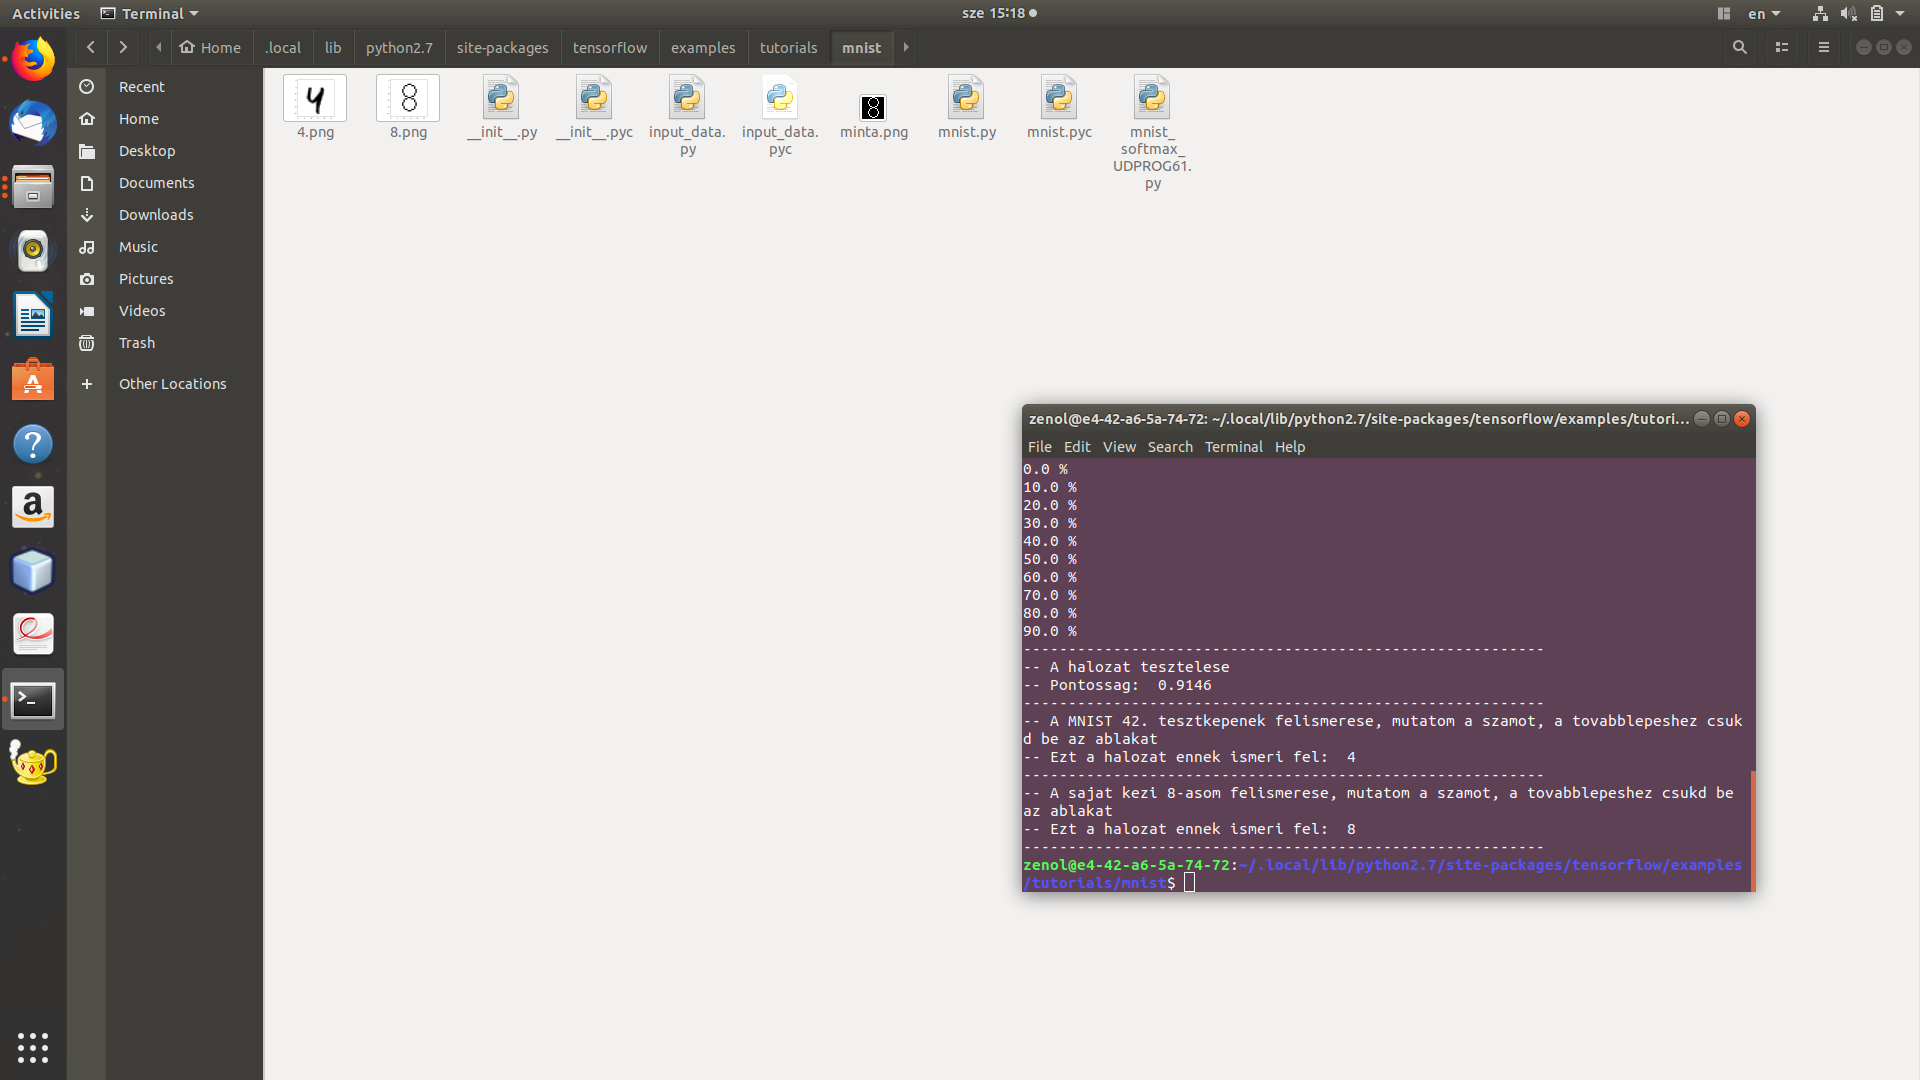 Activities
Terminal
sze 15:18
en
Home
.local
lib
python2.7
site-packages
tensorflow
examples
tutorials
mnist
Recent
Home
Desktop
Documents
Downloads
Music
Pictures
Videos
Trash
Other Locations
4.png
8.png
__init__.py
__init__.pyc
input_data.
py
input_data.
pyc
minta.png
mnist.py
mnist.pyc
mnist_
softmax_
UDPROG61.
py
zenol@e4-42-a6-5a-74-72: ~/.local/lib/python2.7/site-packages/tensorflow/examples/tutori...
File Edit View Search Terminal Help
0.0 %
10.0 %
20.0 %
30.0 %
40.0 %
50.0 %
60.0 %
70.0 %
80.0 %
90.0 %
----------------------------------------------------------
-- A halozat tesztelese
-- Pontossag:  0.9146
----------------------------------------------------------
-- A MNIST 42. tesztkepenek felismerese, mutatom a szamot, a tovabblepeshez csuk
d be az ablakat
-- Ezt a halozat ennek ismeri fel:  4
----------------------------------------------------------
-- A sajat kezi 8-asom felismerese, mutatom a szamot, a tovabblepeshez csukd be
az ablakat
-- Ezt a halozat ennek ismeri fel:  8
----------------------------------------------------------
zenol@e4-42-a6-5a-74-72:~/.local/lib/python2.7/site-packages/tensorflow/examples
/tutorials/mnist$